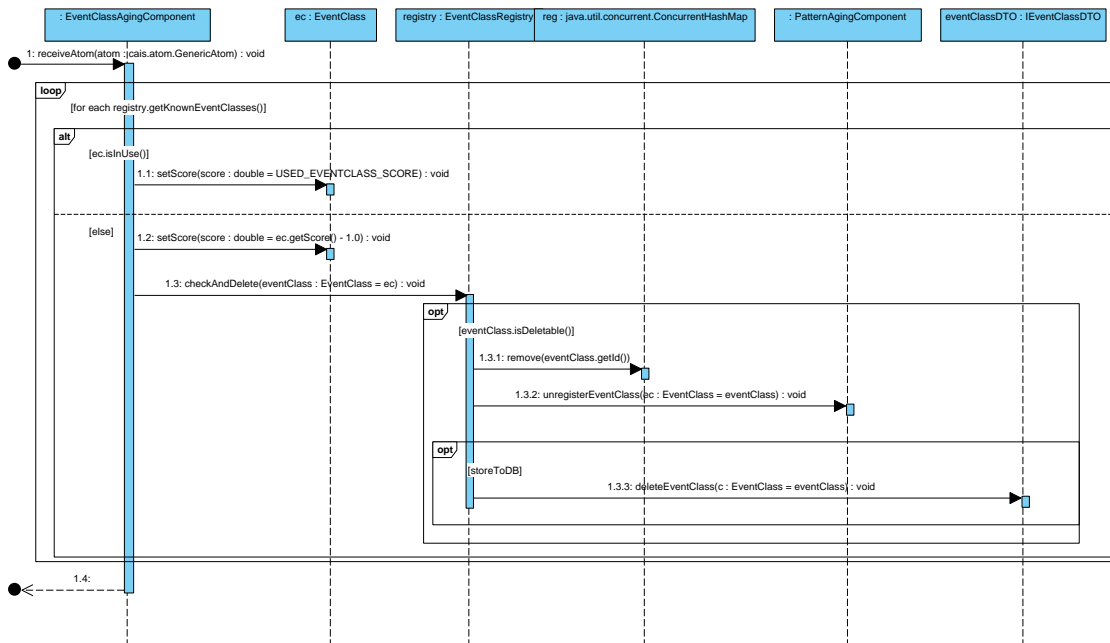 : EventClassAgingComponent
ec : EventClass
registry : EventClassRegistry
reg : java.util.concurrent.ConcurrentHashMap
: PatternAgingComponent
eventClassDTO : IEventClassDTO
1: receiveAtom(atom : cais.atom.GenericAtom) : void
loop
[for each registry.getKnownEventClasses()]
alt
[ec.isInUse()]
1.1: setScore(score : double = USED_EVENTCLASS_SCORE) : void
[else]
1.2: setScore(score : double = ec.getScore() - 1.0) : void
1.3: checkAndDelete(eventClass : EventClass = ec) : void
opt
[eventClass.isDeletable()]
1.3.1: remove(eventClass.getId())
1.3.2: unregisterEventClass(ec : EventClass = eventClass) : void
opt
[storeToDB]
1.3.3: deleteEventClass(c : EventClass = eventClass) : void
1.4: